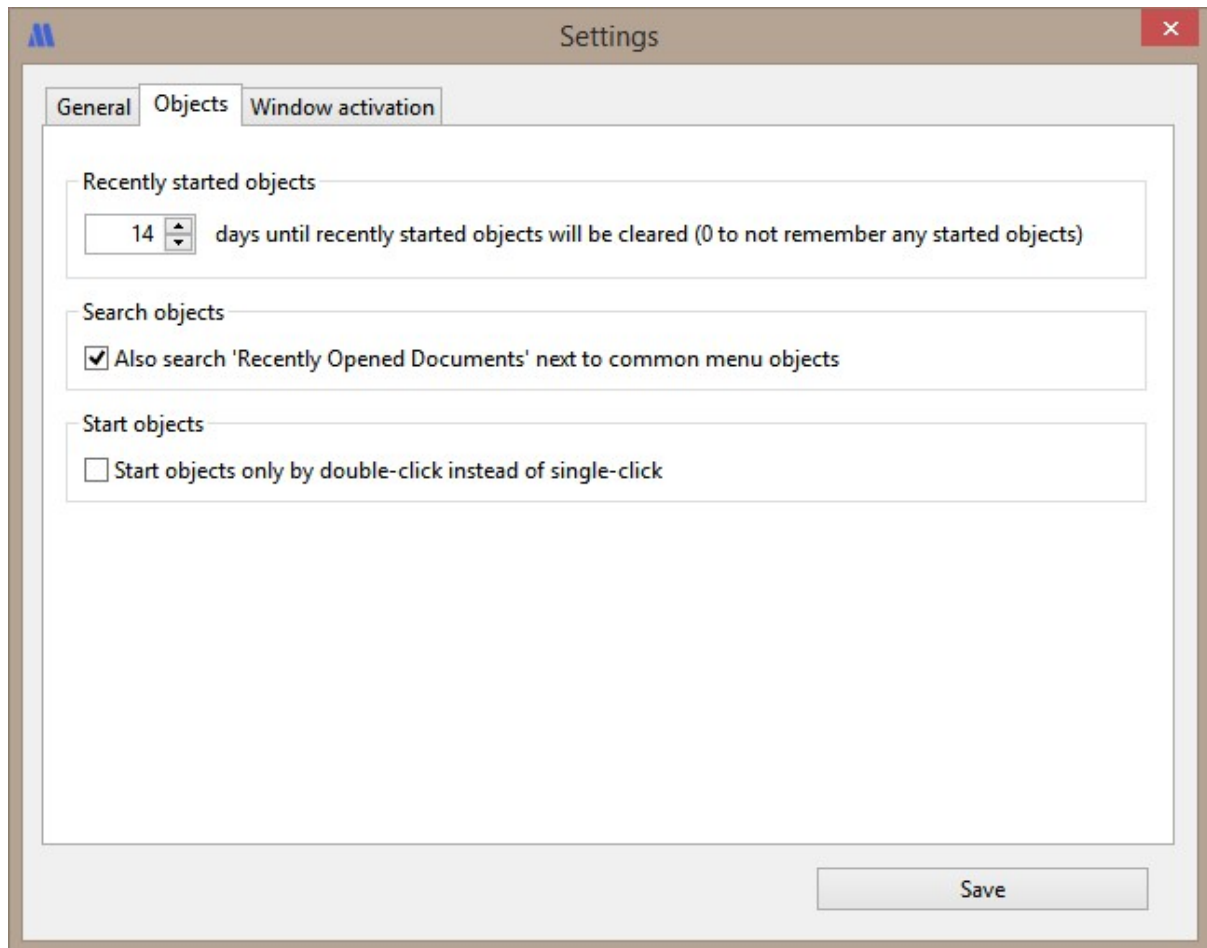 Settings
General Objects Window activation
Recently started objects
14 days until recently started objects will be cleared (0 to not remember any started objects)
Search objects
Also search 'Recently Opened Documents' next to common menu objects
Start objects
Start objects only by double-click instead of single-click
Save